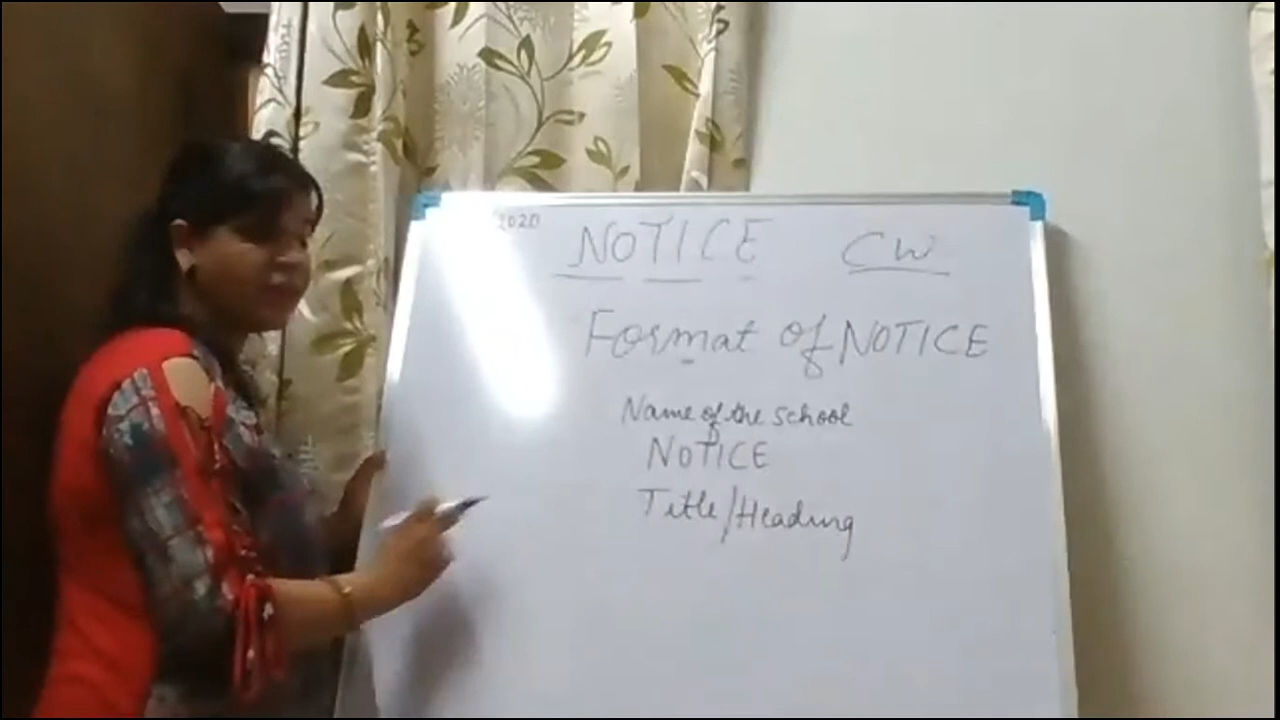 2020
NOTICE CW
Format of NOTICE
Name of the school
NOTICE
Title/Heading